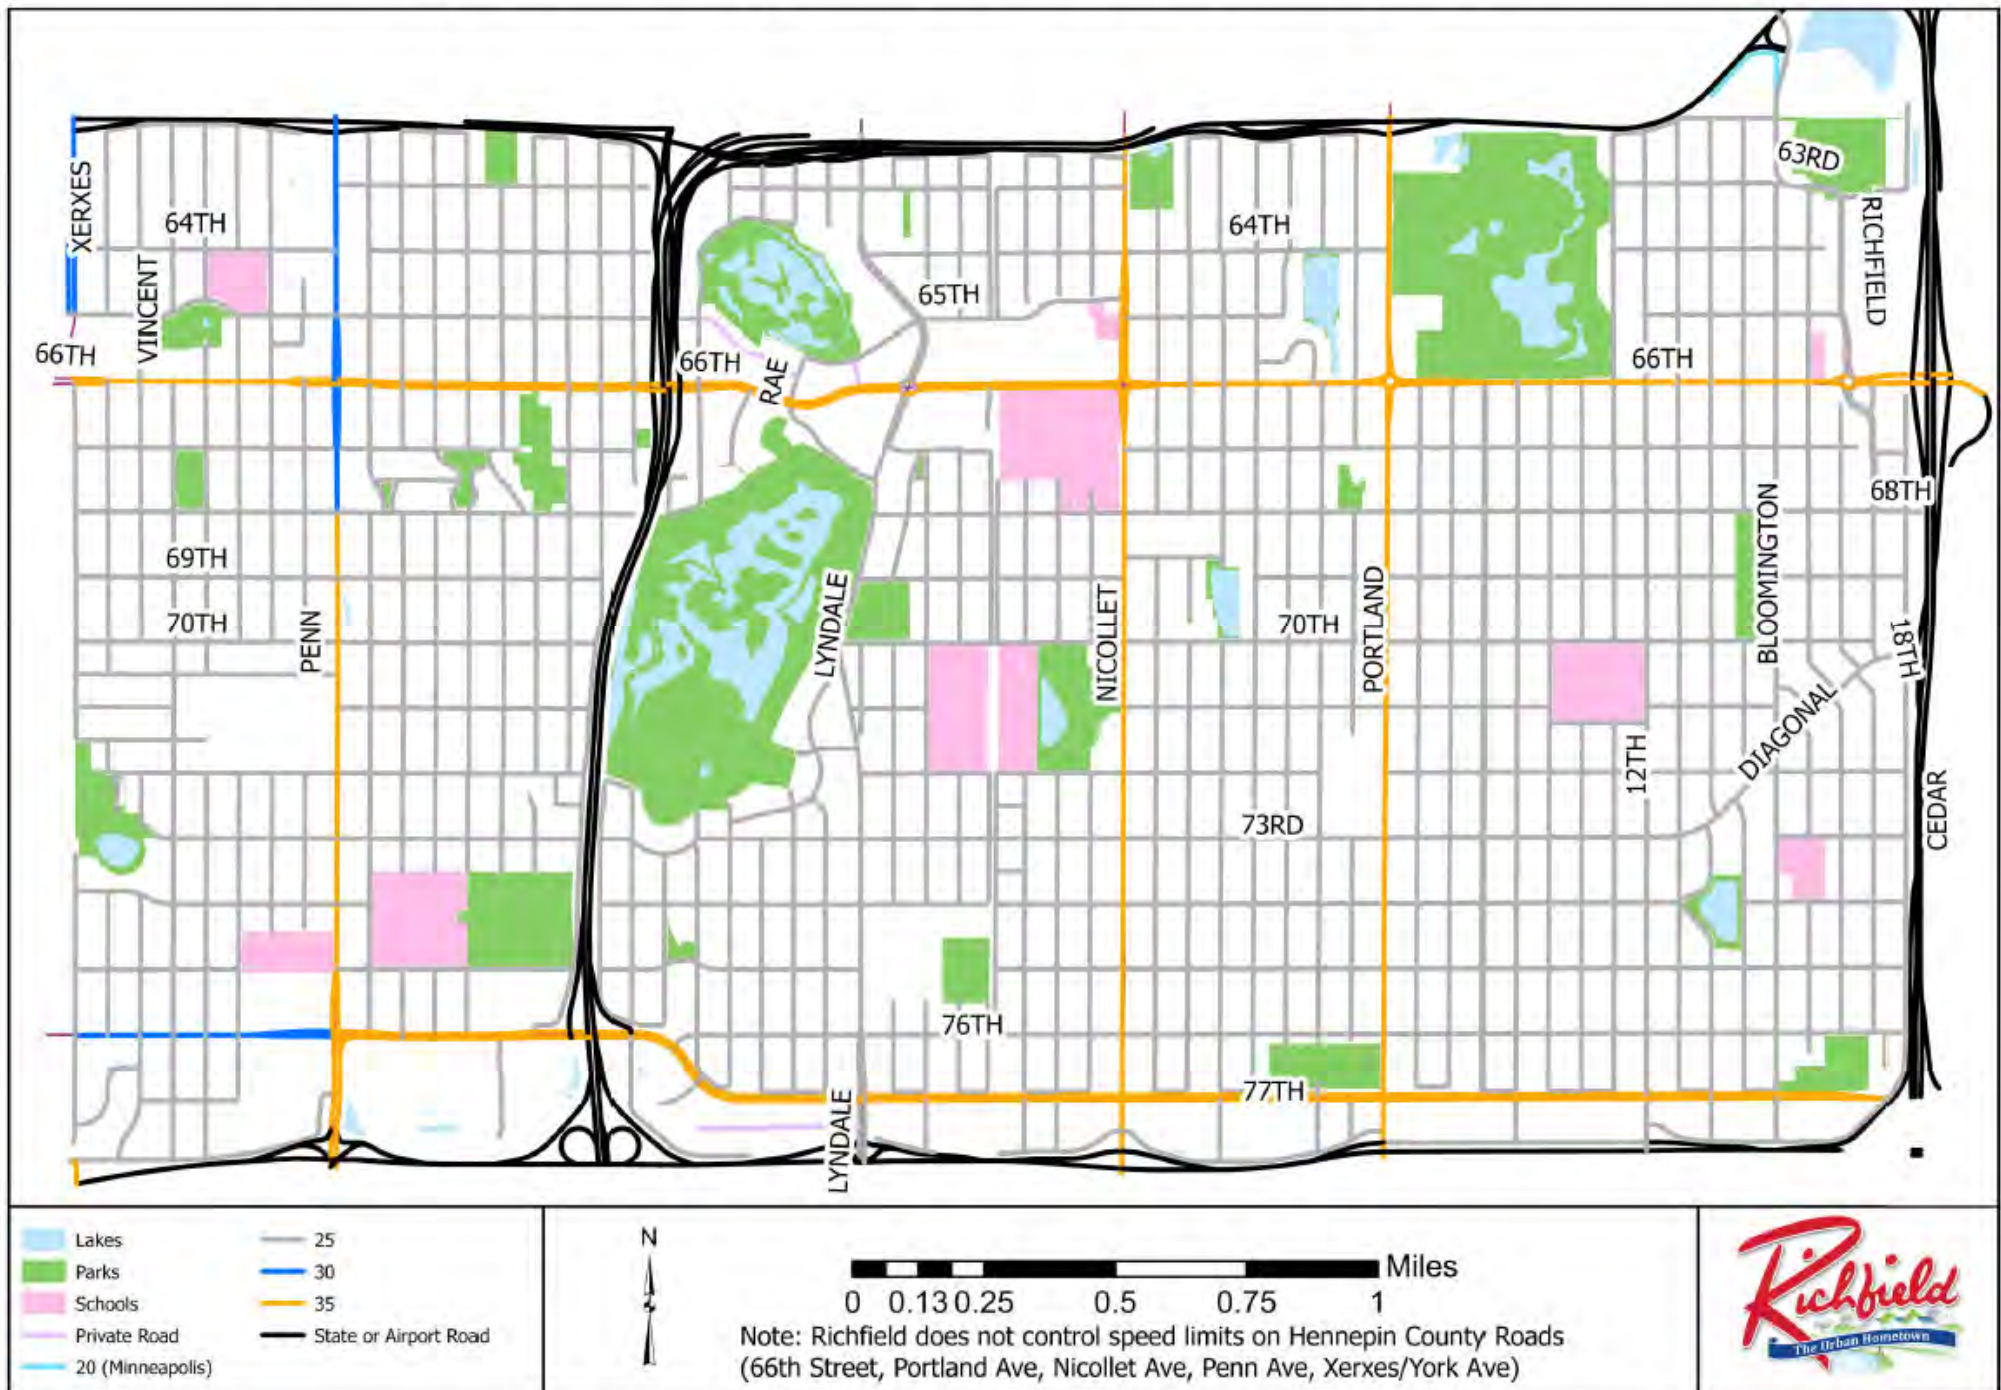 XERXES
64TH
VINCENT
66TH
66TH
RAE
65TH
64TH
63RD
RICHFIELD
66TH
68TH
69TH
70TH
PENN
LYNDALE
NICOLLET
70TH
PORTLAND
BLOOMINGTON
18TH
DIAGONAL
12TH
CEDAR
73RD
76TH
77TH
LYNDALE
Lakes
Parks
Schools
Private Road
20 (Minneapolis)
25
30
35
State or Airport Road
N
Miles
0 0.13 0.25 0.5 0.75 1
Note: Richfield does not control speed limits on Hennepin County Roads
(66th Street, Portland Ave, Nicollet Ave, Penn Ave, Xerxes/York Ave)
Richfield
The Urban Hometown